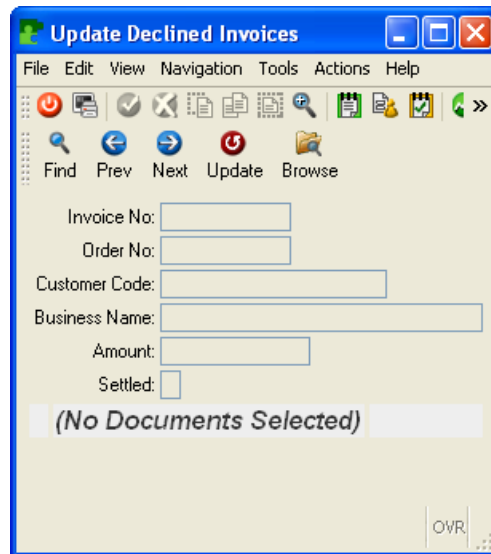 Update Declined Invoices
File Edit View Navigation Tools Actions Help
»
Find Prev Next Update Browse
Invoice No:
Order No:
Customer Code:
Business Name:
Amount:
Settled:
(No Documents Selected)
OVR